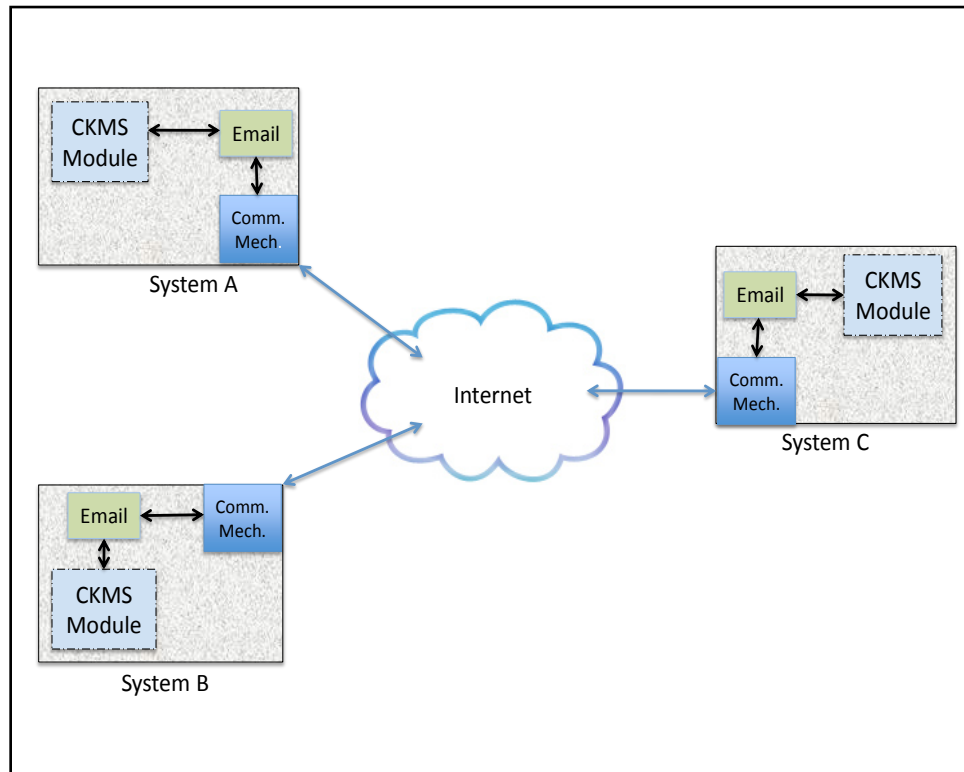 CKMS
Module
Email
Comm.
Mech.
System A
Internet
Email
CKMS
Module
Comm.
Mech.
System C
Email
Comm.
Mech.
CKMS
Module
System B